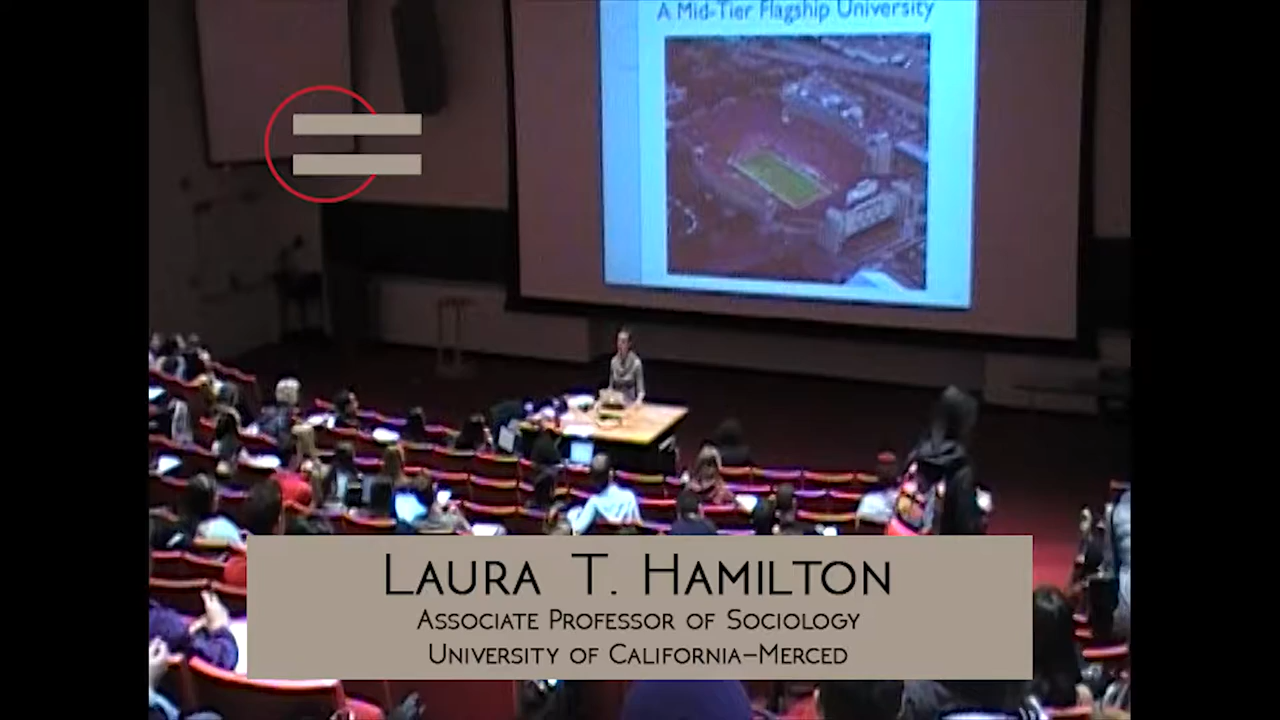 A Mid-Tier Flagship University
Laura T. Hamilton
Associate Professor of Sociology
University of California–Merced